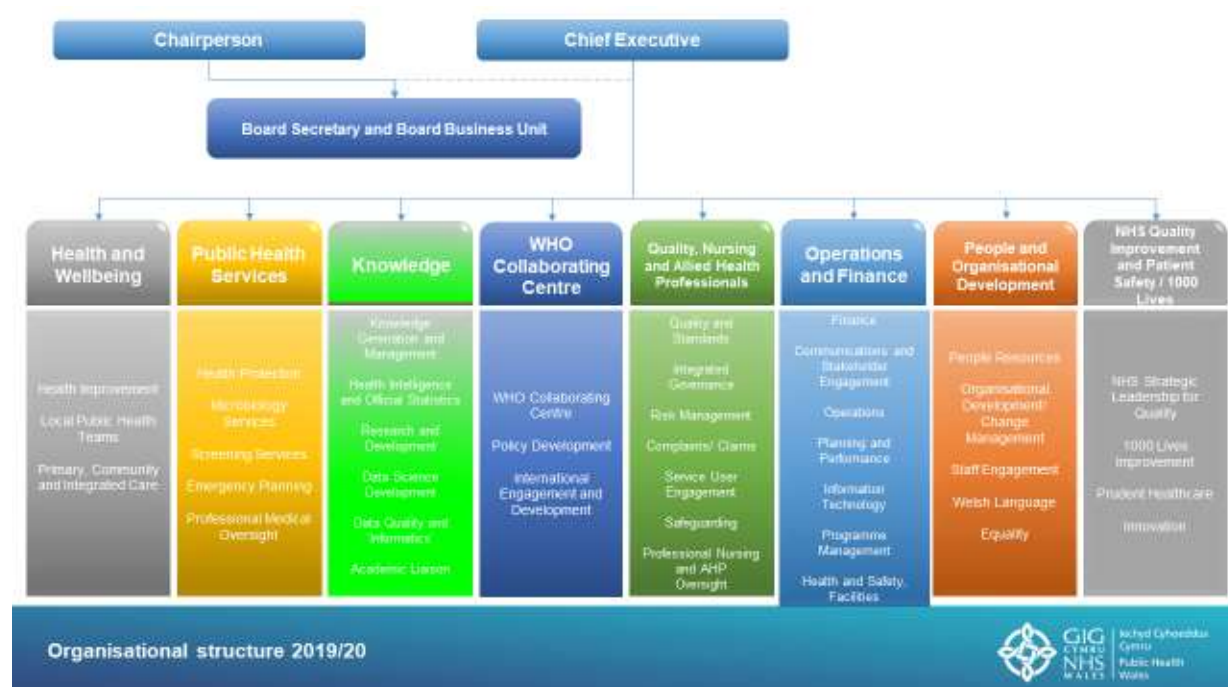 Chairperson
Chief Executive
Board Secretary and Board Business Unit
Health and
Wellbeing
Public Health
Services
Knowledge
WHO
Collaborating
Centre
Quality, Nursing
and Allied Health
Professionals
Operations
and Finance
People and
Organisational
Development
NHS Quality
Improvement
and Patient
Safety / 1000
Lives
Health Improvement
Local Public Health
Teams
Primary, Community
and Integrated Care
Health Protection
Microbiology
Services
Screening Services
Emergency Planning
Professional Medical
Oversight
Knowledge
Generation and
Management
Health Intelligence
and Official Statistics
Research and
Development
Data Science
Development
Data Quality and
Informatics
Academic Liaison
WHO Collaborating
Centre
Policy Development
International
Engagement and
Development
Quality and
Standards
Integrated
Governance
Risk Management
Complaints/ Claims
Service User
Engagement
Safeguarding
Professional Nursing
and AHP
Oversight
Finance
Communications and
Stakeholder
Engagement
Operations
Planning and
Performance
Information
Technology
Programme
Management
Health and Safety,
Facilities
People Resources
Organisational
Development/
Change
Management
Staff Engagement
Welsh Language
Equality
NHS Strategic
Leadership for
Quality
1000 Lives
Improvement
Prudent Healthcare
Innovation
Organisational structure 2019/20
GIG
CYMRU
NHS
WALES
Iechyd Cyhoeddus
Cymru
Public Health
Wales